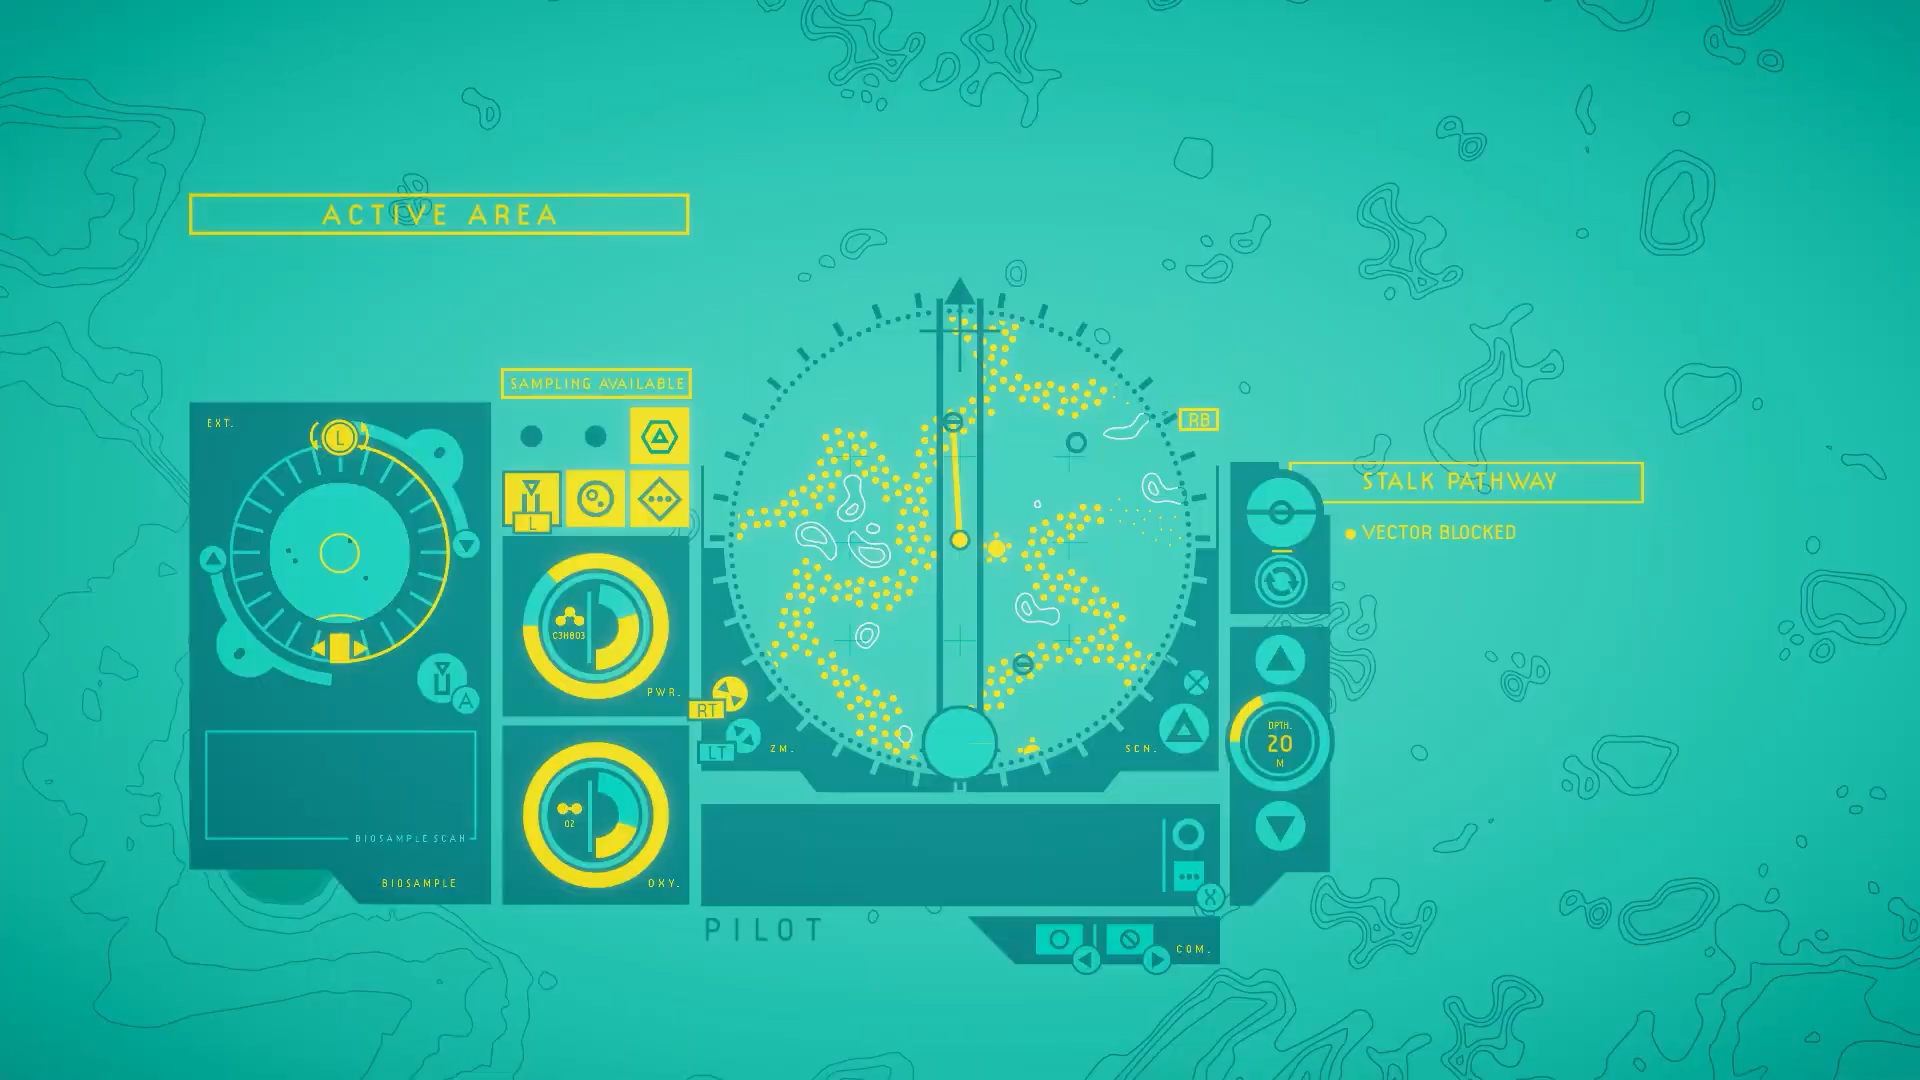 ACTIVE AREA
SAMPLING AVAILABLE
EXT.
L
L
RB
STALK PATHWAY
VECTOR BLOCKED
C3H8O3
PWR.
A
RT
LT
ZM.
SCN.
DPTH.
20
M
O2
OXY.
BIOSAMPLE SCAN
BIOSAMPLE
X
PILOT
COM.